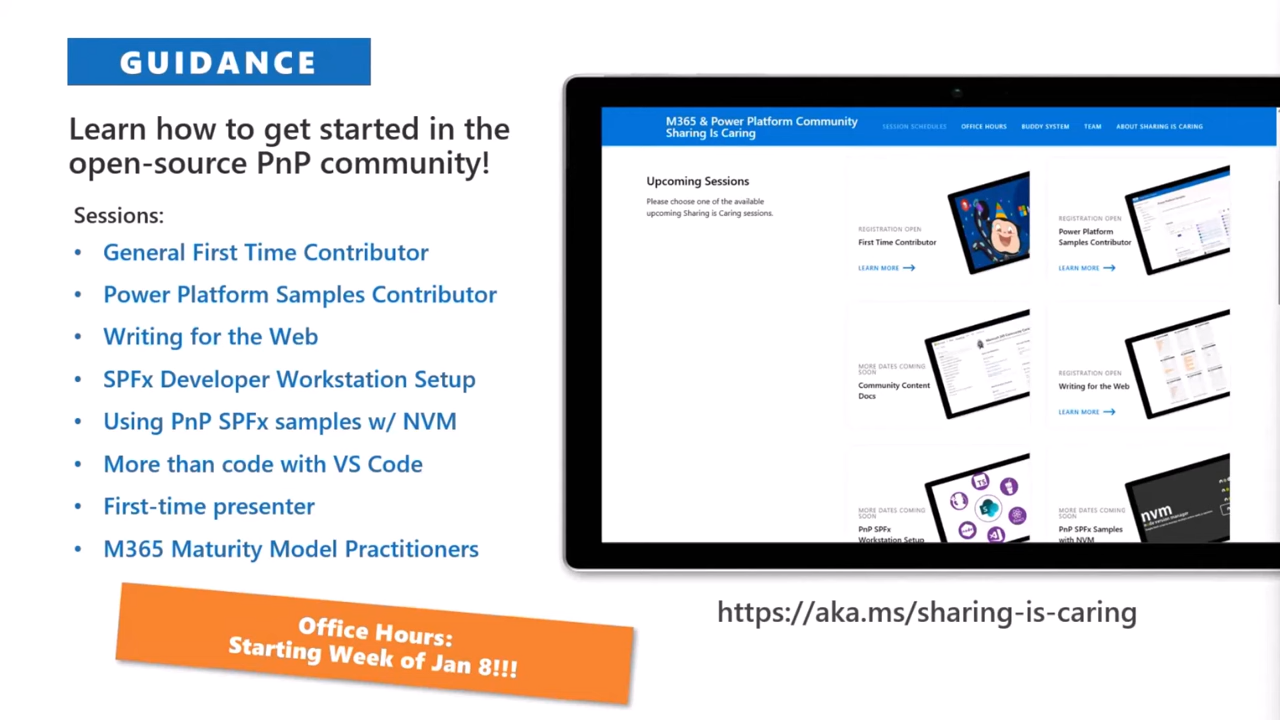 GUIDANCE
Learn how to get started in the
open-source PnP community!
Sessions:
• General First Time Contributor
• Power Platform Samples Contributor
• Writing for the Web
• SPFx Developer Workstation Setup
• Using PnP SPFx samples w/ NVM
• More than code with VS Code
• First-time presenter
• M365 Maturity Model Practitioners
Office Hours:
Starting Week of Jan 8!!!
M365 & Power Platform Community
Sharing Is Caring
SESSION SCHEDULES OFFICE HOURS BUDDY SYSTEM TEAM ABOUT SHARING IS CARING
Upcoming Sessions
Please choose one of the available
upcoming Sharing is Caring sessions.
REGISTRATION OPEN
First Time Contributor
LEARN MORE →
REGISTRATION OPEN
Power Platform
Samples Contributor
LEARN MORE →
MORE DATES COMING
SOON
Community Content
Docs
REGISTRATION OPEN
Writing for the Web
LEARN MORE →
MORE DATES COMING
SOON
PnP SPFx
Workstation Setup
MORE DATES COMING
SOON
PnP SPFx Samples
with NVM
nvm
https://aka.ms/sharing-is-caring